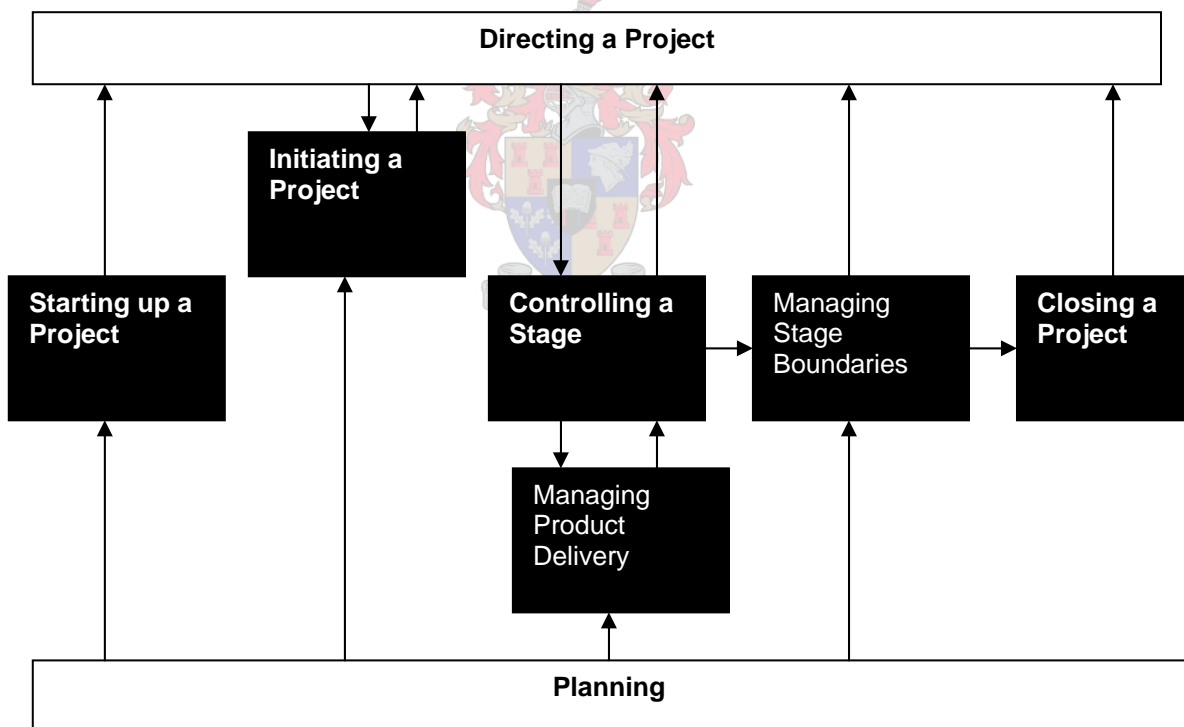 Directing a Project
Initiating a
Project
Starting up a
Project
Controlling a
Stage
Managing
Stage
Boundaries
Closing a
Project
Managing
Product
Delivery
Planning